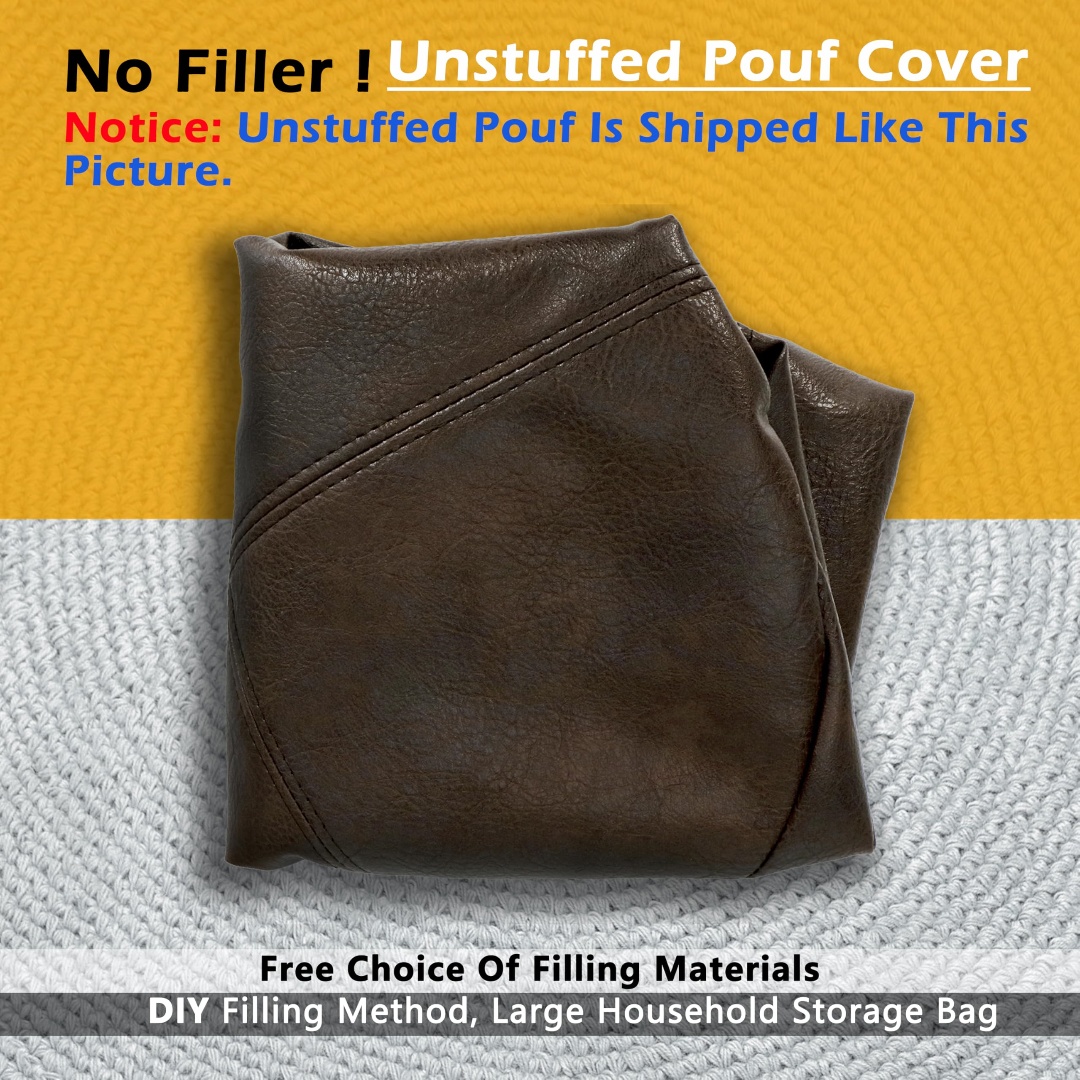 No Filler ! Unstuffed Pouf Cover
Notice: Unstuffed Pouf Is Shipped Like This
Picture.
Free Choice Of Filling Materials
DIY Filling Method, Large Household Storage Bag